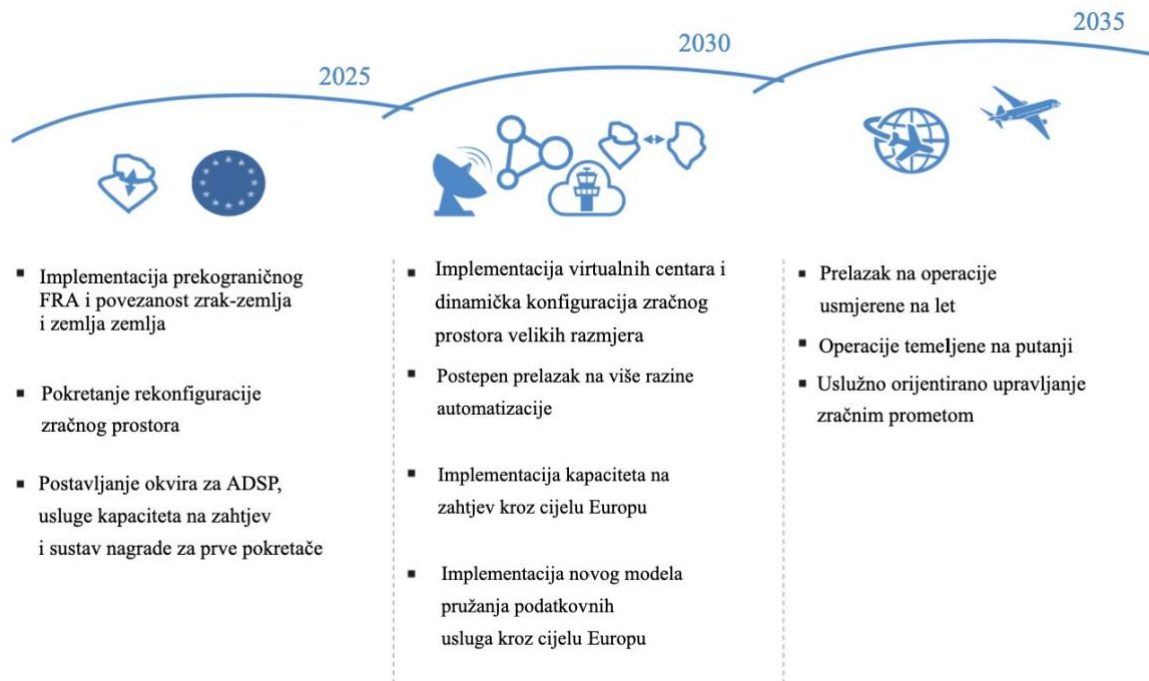 2025
2030
2035
▪ Implementacija prekograničnog
FRA i povezanost zrak-zemlja
i zemlja zemlja
▪ Pokretanje rekonfiguracije
zračnog prostora
▪ Postavljanje okvira za ADSP,
usluge kapaciteta na zahtjev
i sustav nagrade za prve pokretače
▪ Implementacija virtualnih centara i
dinamička konfiguracija zračnog
prostora velikih razmjera
▪ Postepen prelazak na više razine
automatizacije
▪ Implementacija kapaciteta na
zahtjev kroz cijelu Europu
▪ Implementacija novog modela
pružanja podatkovnih
usluga kroz cijelu Europu
▪ Prelazak na operacije
usmjerene na let
▪ Operacije temeljene na putanji
▪ Uslužno orijentirano upravljanje
zračnim prometom